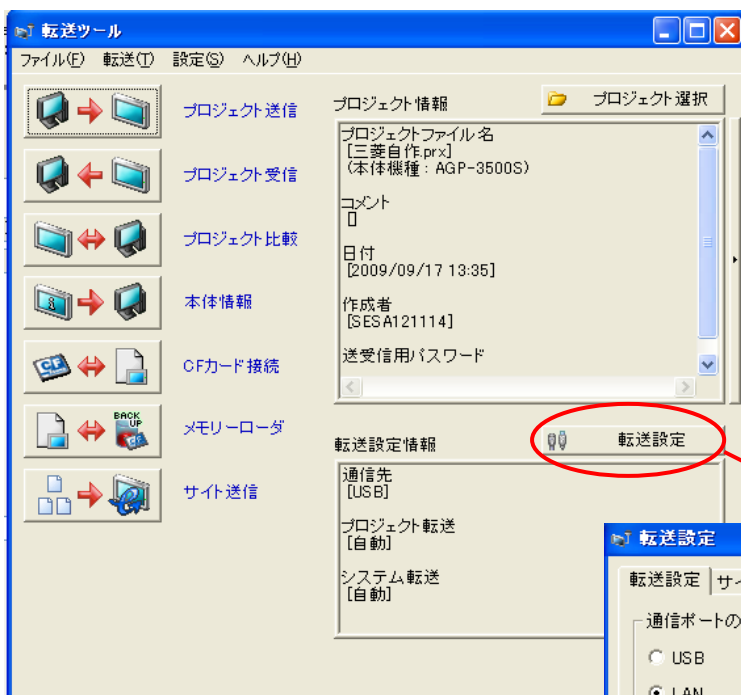 転送ツール
ファイル(F) 転送(T) 設定(S) ヘルプ(H)
プロジェクト送信
プロジェクト受信
プロジェクト比較
本体情報
CF
CFカード接続
BACK
UP
メモリーローダ
サイト送信
プロジェクト情報
プロジェクト選択
プロジェクトファイル名
[三菱自作.prx]
(本体機種 : AGP-3500S)
コメント
[]
日付
[2009/09/17 13:35]
作成者
[SESA121114]
送受信用パスワード
転送設定情報
転送設定
通信先
[USB]
プロジェクト転送
[自動]
システム転送
[自動]
転送設定
転送設定 サイ
通信ポートの
USB
LAN